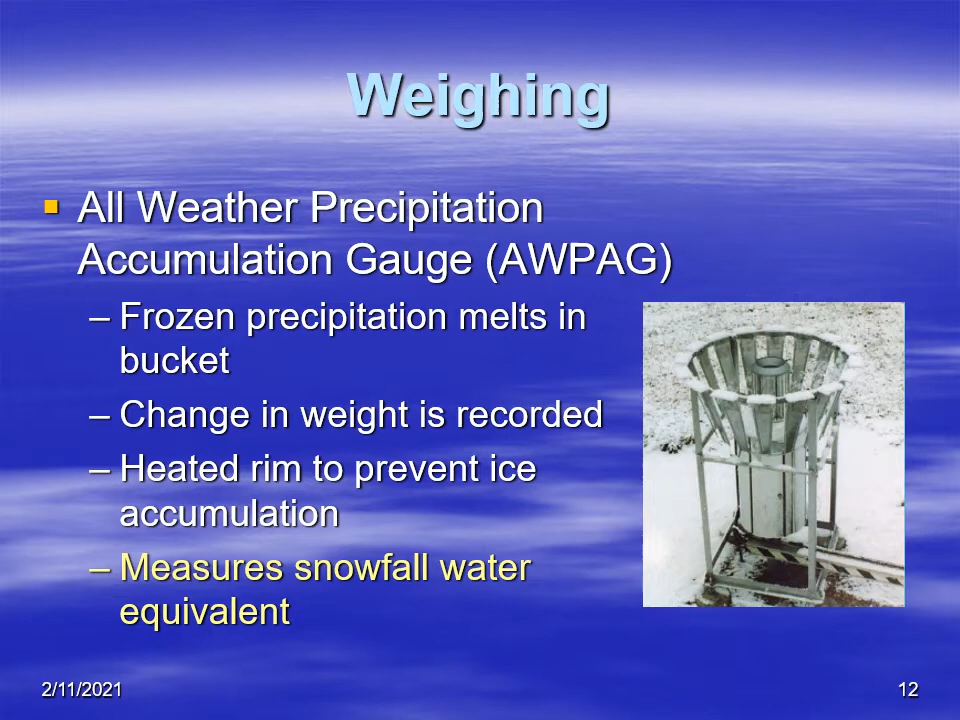 Weighing
All Weather Precipitation
Accumulation Gauge (AWPAG)
– Frozen precipitation melts in
bucket
– Change in weight is recorded
– Heated rim to prevent ice
accumulation
– Measures snowfall water
equivalent
2/11/2021
12